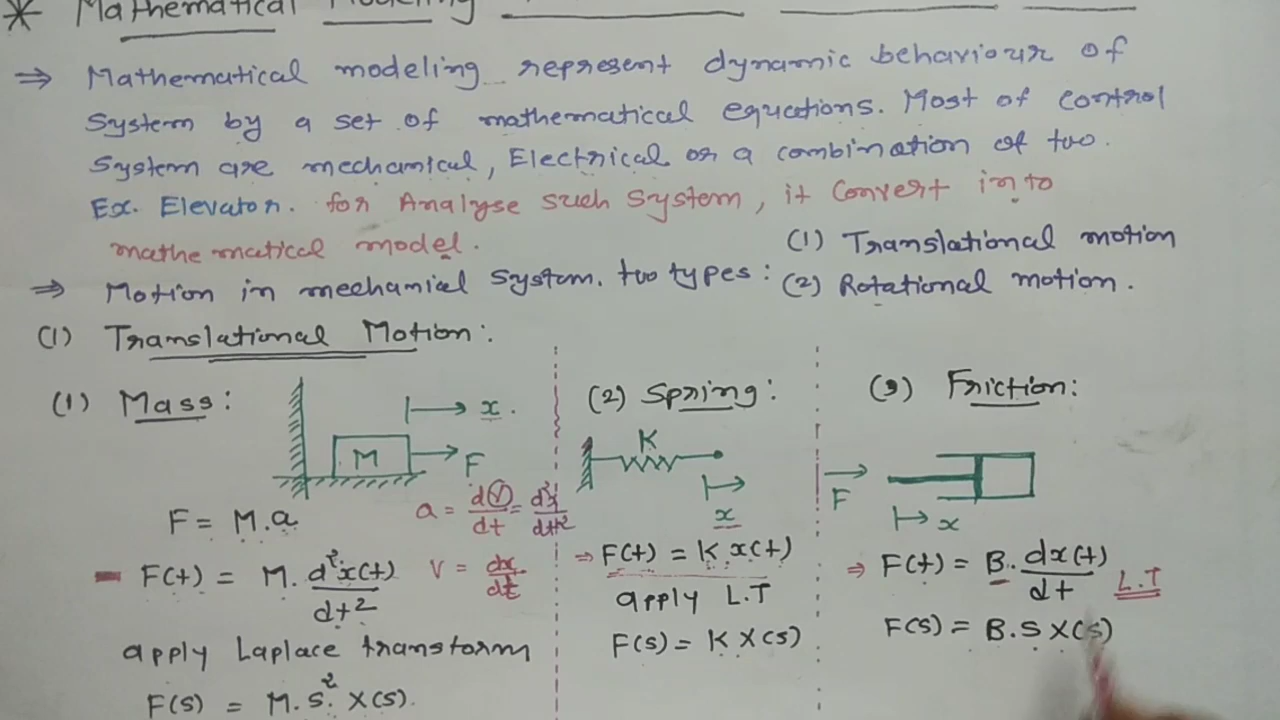 * Mathematical Modeling
⇒ Mathematical modeling represent dynamic behaviour of
System by a set of mathematical equations. Most of control
System are mechanical, Electrical or a combination of two.
Ex. Elevator. for Analyse such system, it convert in to
mathematical model.
⇒ Motion in mechanical system. two types : (1) Translational motion
(2) Rotational motion.
(1) Translational Motion:
(1) Mass:
x.
M
F
F = M.a
a = dv/dt = d²x/dt²
F(t) = M. d²x(t)/dt²
v = dx/dt
apply Laplace transform
F(s) = M. s². X(s).
(2) Spring:
K
x
⇒ F(t) = K x(t)
apply L.T
F(s) = K X(s)
(3) Friction:
F
x
⇒ F(t) = B. dx(t)/dt
L.T
F(s) = B.S X(s)